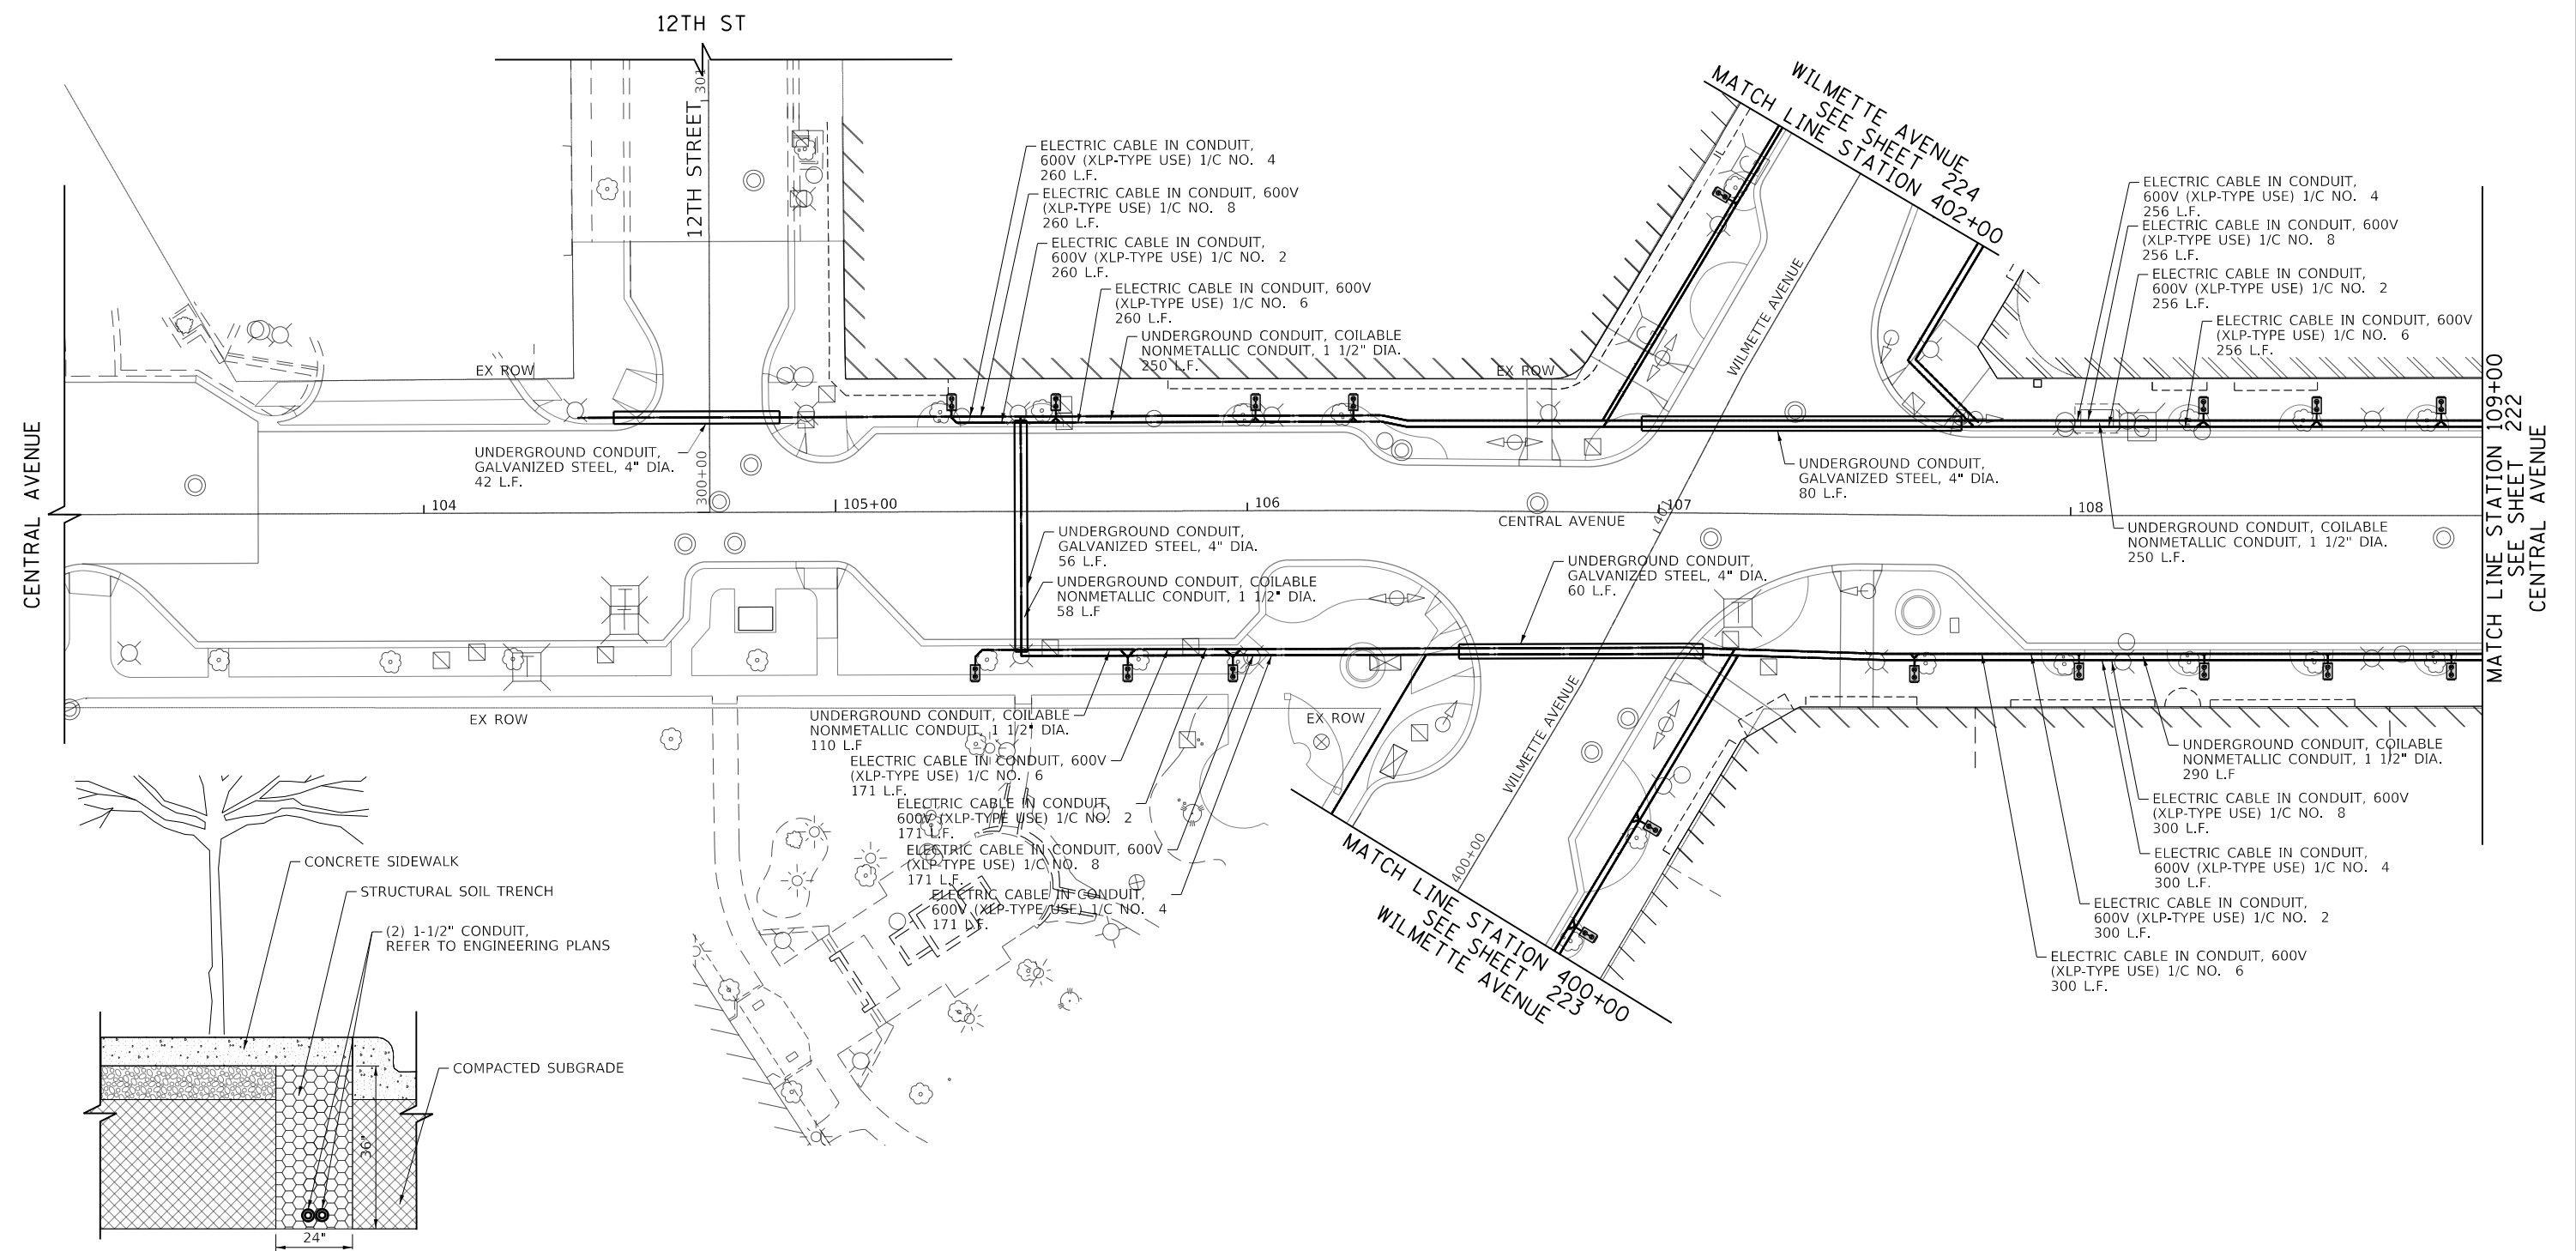 12TH ST
12TH STREET
301
300+00
CENTRAL AVENUE
EX ROW
UNDERGROUND CONDUIT,
GALVANIZED STEEL, 4" DIA.
42 L.F.
ELECTRIC CABLE IN CONDUIT,
600V (XLP-TYPE USE) 1/C NO. 4
260 L.F.
ELECTRIC CABLE IN CONDUIT, 600V
(XLP-TYPE USE) 1/C NO. 8
260 L.F.
ELECTRIC CABLE IN CONDUIT,
600V (XLP-TYPE USE) 1/C NO. 2
260 L.F.
ELECTRIC CABLE IN CONDUIT, 600V
(XLP-TYPE USE) 1/C NO. 6
260 L.F.
UNDERGROUND CONDUIT, COILABLE
NONMETALLIC CONDUIT, 1 1/2" DIA.
250 L.F.
EX ROW
WILMETTE AVENUE
SEE SHEET 224
MATCH LINE STATION 402+00
WILMETTE AVENUE
ELECTRIC CABLE IN CONDUIT,
600V (XLP-TYPE USE) 1/C NO. 4
256 L.F.
ELECTRIC CABLE IN CONDUIT, 600V
(XLP-TYPE USE) 1/C NO. 8
256 L.F.
ELECTRIC CABLE IN CONDUIT,
600V (XLP-TYPE USE) 1/C NO. 2
256 L.F.
ELECTRIC CABLE IN CONDUIT, 600V
(XLP-TYPE USE) 1/C NO. 6
256 L.F.
UNDERGROUND CONDUIT,
GALVANIZED STEEL, 4" DIA.
80 L.F.
104
105+00
106
107
108
401
CENTRAL AVENUE
MATCH LINE STATION 109+00
SEE SHEET 222
CENTRAL AVENUE
UNDERGROUND CONDUIT, COILABLE
NONMETALLIC CONDUIT, 1 1/2" DIA.
250 L.F.
UNDERGROUND CONDUIT,
GALVANIZED STEEL, 4" DIA.
56 L.F.
UNDERGROUND CONDUIT, COILABLE
NONMETALLIC CONDUIT, 1 1/2" DIA.
58 L.F
UNDERGROUND CONDUIT,
GALVANIZED STEEL, 4" DIA.
60 L.F.
EX ROW
EX ROW
WILMETTE AVENUE
400+00
UNDERGROUND CONDUIT, COILABLE
NONMETALLIC CONDUIT, 1 1/2" DIA.
110 L.F
ELECTRIC CABLE IN CONDUIT, 600V
(XLP-TYPE USE) 1/C NO. 6
171 L.F.
ELECTRIC CABLE IN CONDUIT,
600V (XLP-TYPE USE) 1/C NO. 2
171 L.F.
ELECTRIC CABLE IN CONDUIT, 600V
(XLP-TYPE USE) 1/C NO. 8
171 L.F.
ELECTRIC CABLE IN CONDUIT,
600V (XLP-TYPE USE) 1/C NO. 4
171 L.F.
MATCH LINE STATION 400+00
SEE SHEET 223
WILMETTE AVENUE
UNDERGROUND CONDUIT, COILABLE
NONMETALLIC CONDUIT, 1 1/2" DIA.
290 L.F
ELECTRIC CABLE IN CONDUIT, 600V
(XLP-TYPE USE) 1/C NO. 8
300 L.F.
ELECTRIC CABLE IN CONDUIT,
600V (XLP-TYPE USE) 1/C NO. 4
300 L.F.
ELECTRIC CABLE IN CONDUIT,
600V (XLP-TYPE USE) 1/C NO. 2
300 L.F.
ELECTRIC CABLE IN CONDUIT, 600V
(XLP-TYPE USE) 1/C NO. 6
300 L.F.
CONCRETE SIDEWALK
STRUCTURAL SOIL TRENCH
(2) 1-1/2" CONDUIT,
REFER TO ENGINEERING PLANS
COMPACTED SUBGRADE
36"
24"